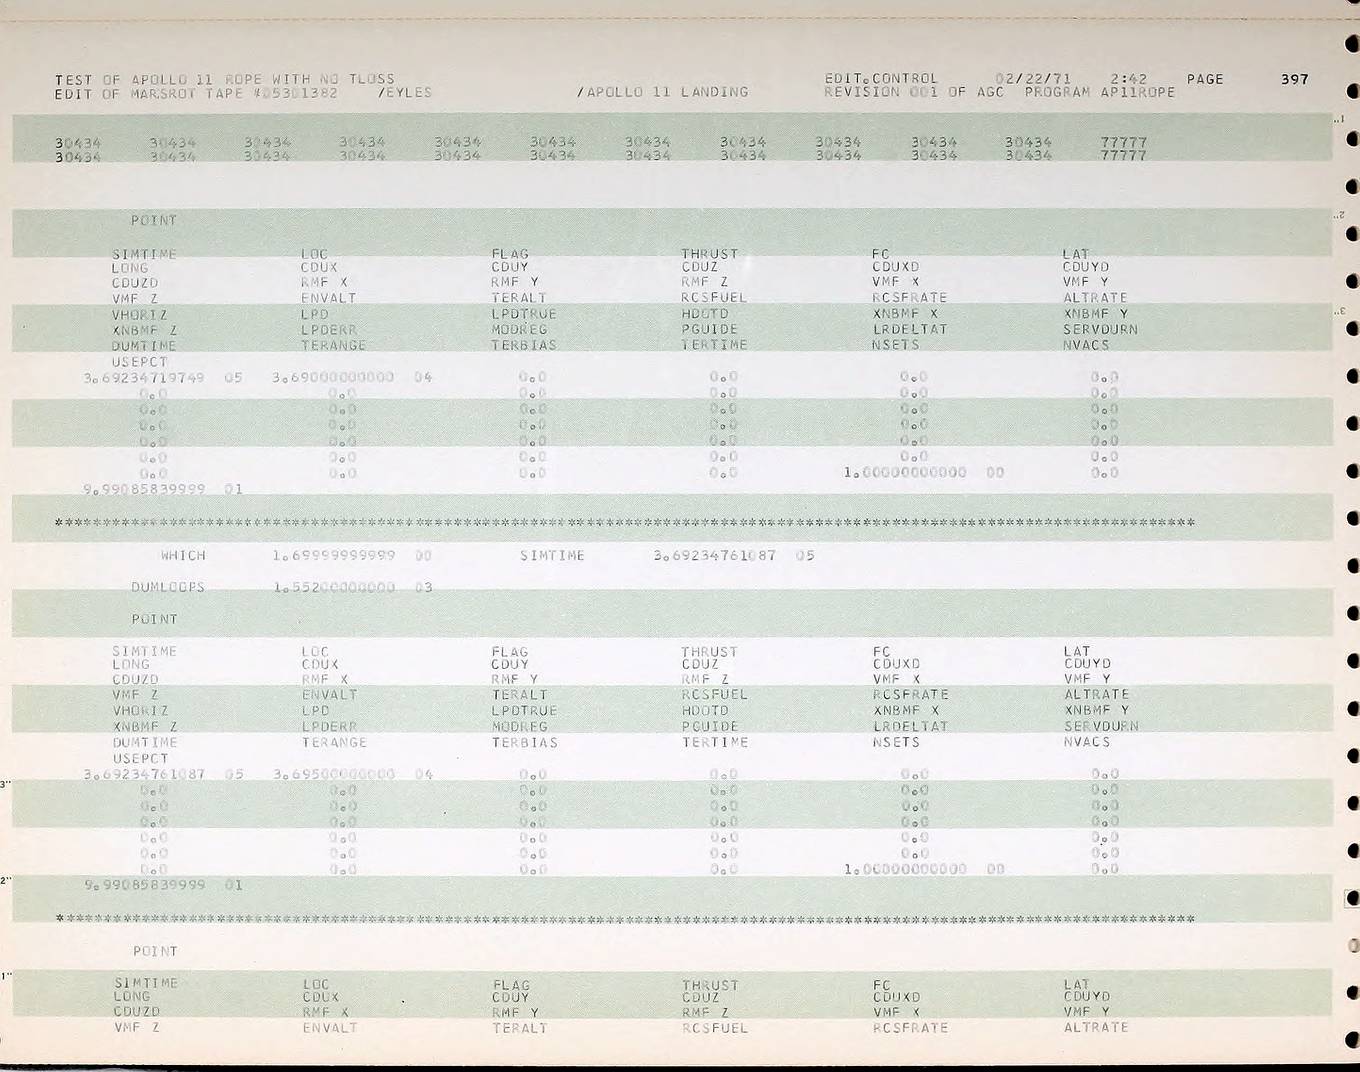 TEST OF APOLLO 11 ROPE WITH NO TLOSS EDIT.CONTROL 02/22/71 2:42 PAGE 397
EDIT OF MARSROT TAPE #05301382 /EYLES /APOLLO 11 LANDING REVISION 001 OF AGC PROGRAM AP11ROPE
30434 30434 30434 30434 30434 30434 30434 30434 30434 30434 30434 77777
30434 30434 30434 30434 30434 30434 30434 30434 30434 30434 30434 77777
POINT
SIMTIME LOC FLAG THRUST FC LAT
LONG CDUX CDUY CDUZ CDUXD CDUYD
CDUZD RMF X RMF Y RMF Z VMF X VMF Y
VMF Z ENVALT TERALT RCSFUEL RCSFRATE ALTRATE
VHORIZ LPD LPDTRUE HDOTD XNBMF X XNBMF Y
XNBMF Z LPDERR MODREG PGUIDE LRDELTAT SERVDURN
DUMTIME TERANGE TERBIAS TERTIME NSETS NVACS
USEPCT
3.69234719749 05 3.69000000000 04 0.0 0.0 0.0 0.0
0.0 0.0 0.0 0.0 0.0 0.0
0.0 0.0 0.0 0.0 0.0 0.0
0.0 0.0 0.0 0.0 0.0 0.0
0.0 0.0 0.0 0.0 0.0 0.0
0.0 0.0 0.0 0.0 0.0 0.0
0.0 0.0 0.0 0.0 1.00000000000 00 0.0
9.99085839999 01
************************************************************************************************************************
WHICH 1.69999999999 00 SIMTIME 3.69234761087 05
DUMLOOPS 1.55200000000 03
POINT
SIMTIME LOC FLAG THRUST FC LAT
LONG CDUX CDUY CDUZ CDUXD CDUYD
CDUZD RMF X RMF Y RMF Z VMF X VMF Y
VMF Z ENVALT TERALT RCSFUEL RCSFRATE ALTRATE
VHORIZ LPD LPDTRUE HDOTD XNBMF X XNBMF Y
XNBMF Z LPDERR MODREG PGUIDE LRDELTAT SERVDURN
DUMTIME TERANGE TERBIAS TERTIME NSETS NVACS
USEPCT
3.69234761087 05 3.69500000000 04 0.0 0.0 0.0 0.0
0.0 0.0 0.0 0.0 0.0 0.0
0.0 0.0 0.0 0.0 0.0 0.0
0.0 0.0 0.0 0.0 0.0 0.0
0.0 0.0 0.0 0.0 0.0 0.0
0.0 0.0 0.0 0.0 0.0 0.0
0.0 0.0 0.0 0.0 1.00000000000 00 0.0
9.99085839999 01
************************************************************************************************************************
POINT
SIMTIME LOC FLAG THRUST FC LAT
LONG CDUX CDUY CDUZ CDUXD CDUYD
CDUZD RMF X RMF Y RMF Z VMF X VMF Y
VMF Z ENVALT TERALT RCSFUEL RCSFRATE ALTRATE
1''
2''
3''
3''
2''
1''